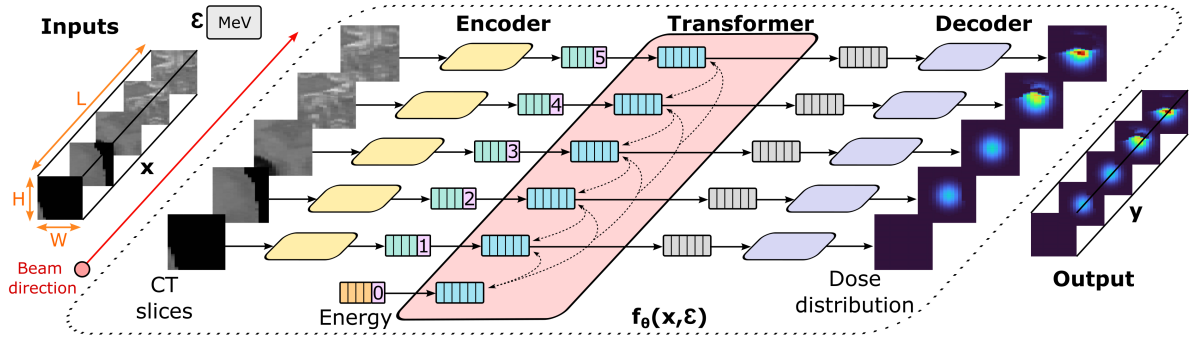 Inputs
ε MeV
Encoder
Transformer
Decoder
L
x
H
W
Beam
direction
CT
slices
5
4
3
2
1
0
Energy
fθ(x,ε)
Dose
distribution
y
Output